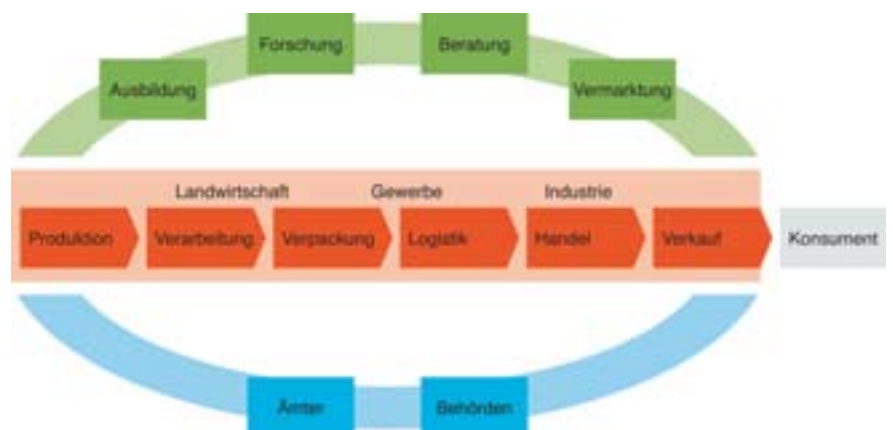 Forschung
Beratung
Ausbildung
Vermarktung
Landwirtschaft Gewerbe Industrie
Produktion Verarbeitung Verpackung Logistik Handel Verkauf Konsument
Ämter
Behörden